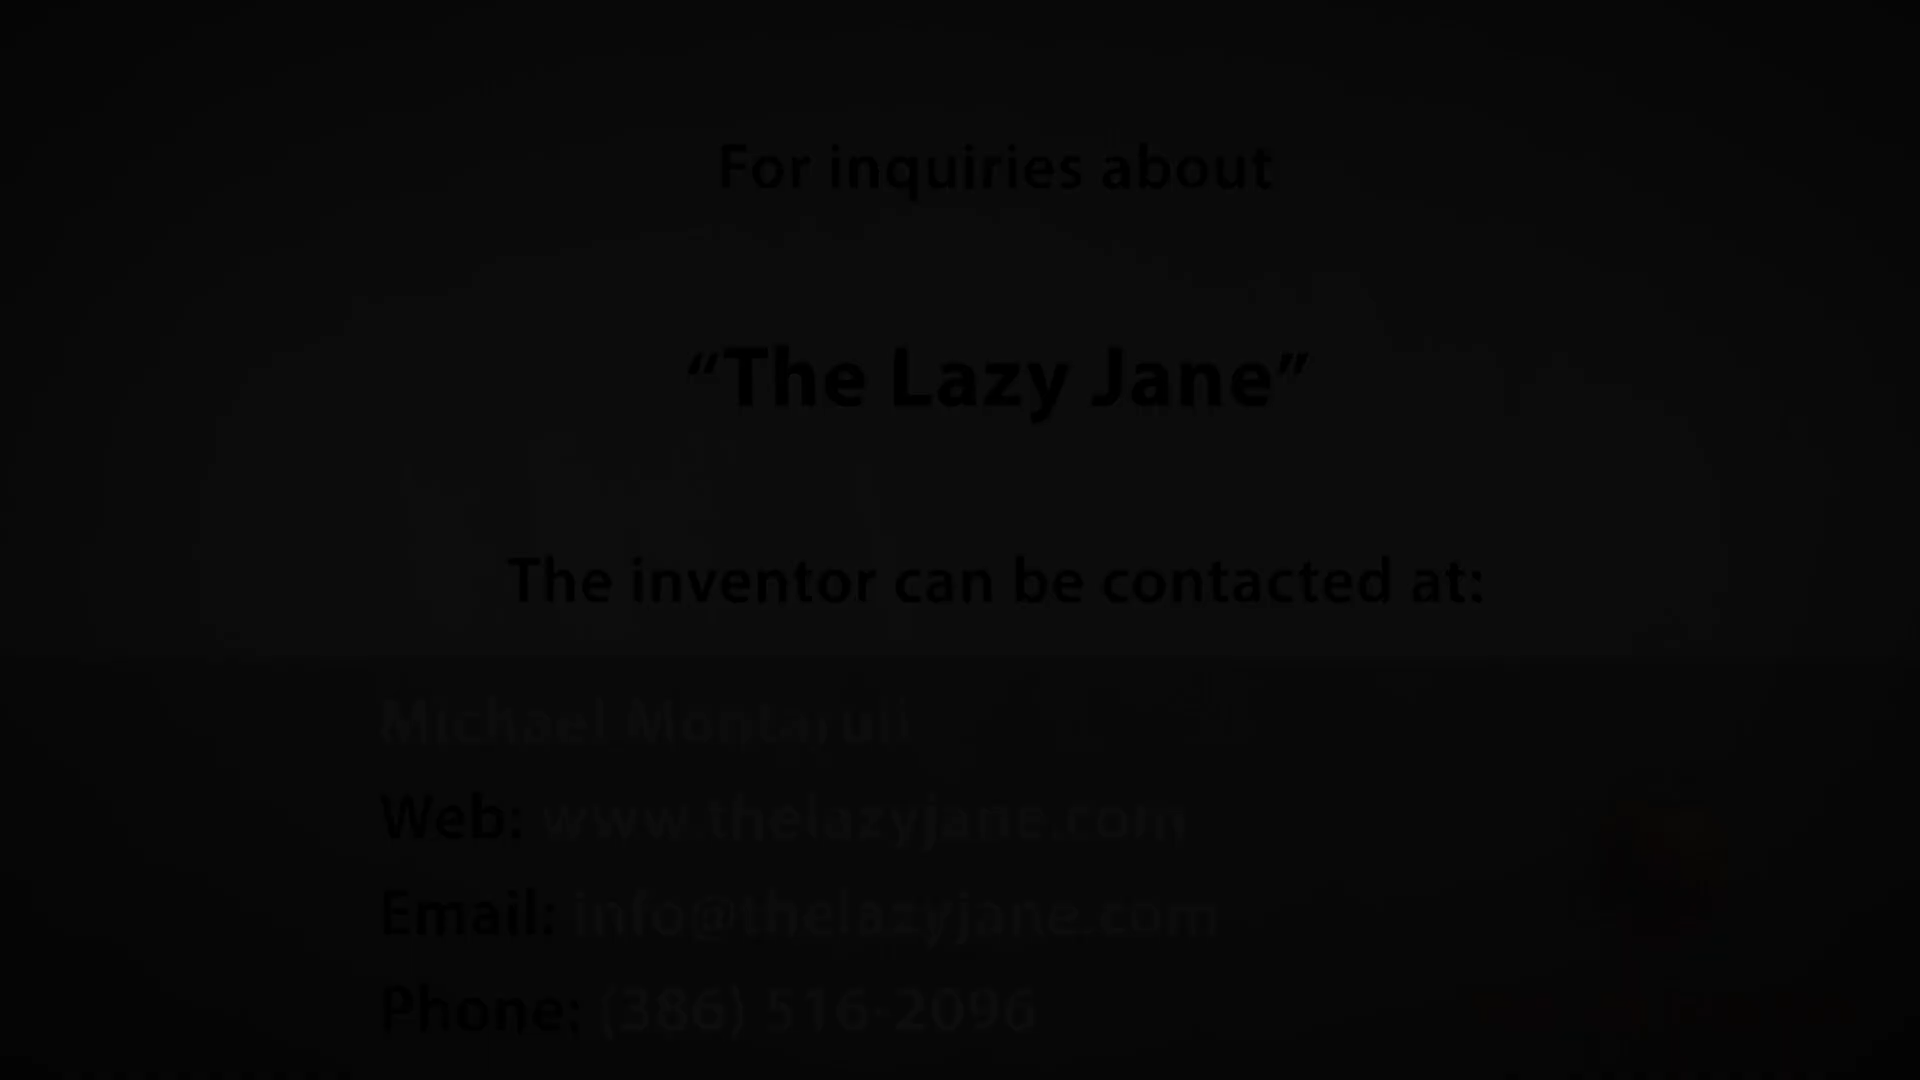 For inquiries about
“The Lazy Jane”
The inventor can be contacted at:
Michael Montaruli
Web: www.thelazyjane.com
Email: info@thelazyjane.com
Phone: (386) 516-2096